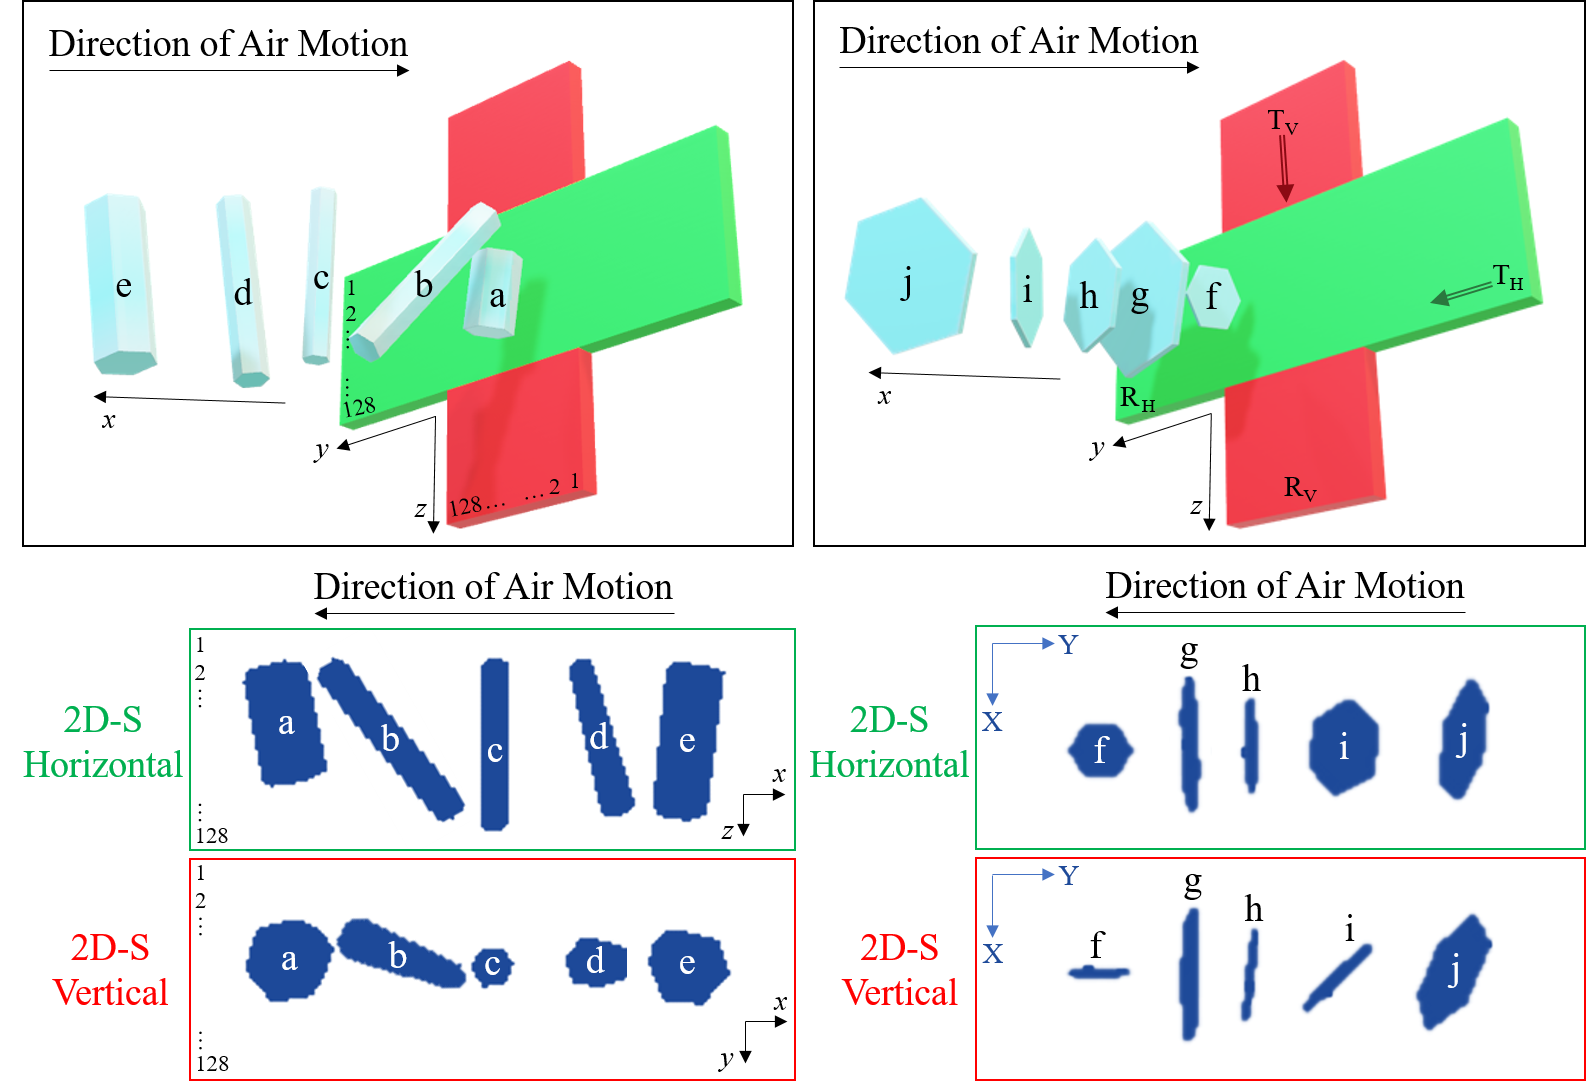 Direction of Air Motion
e
d
c
b
a
1
2
⋮
⋮
128
x
y
z
128... ...2 1
Direction of Air Motion
T_V
T_H
j
i
h
g
f
x
R_H
y
z
R_V
Direction of Air Motion
2D-S
Horizontal
1
2
⋮
⋮
128
a
b
c
d
e
x
z
2D-S
Vertical
1
2
⋮
⋮
128
a
b
c
d
e
x
y
Direction of Air Motion
2D-S
Horizontal
Y
X
g
h
f
i
j
2D-S
Vertical
Y
X
g
h
f
i
j